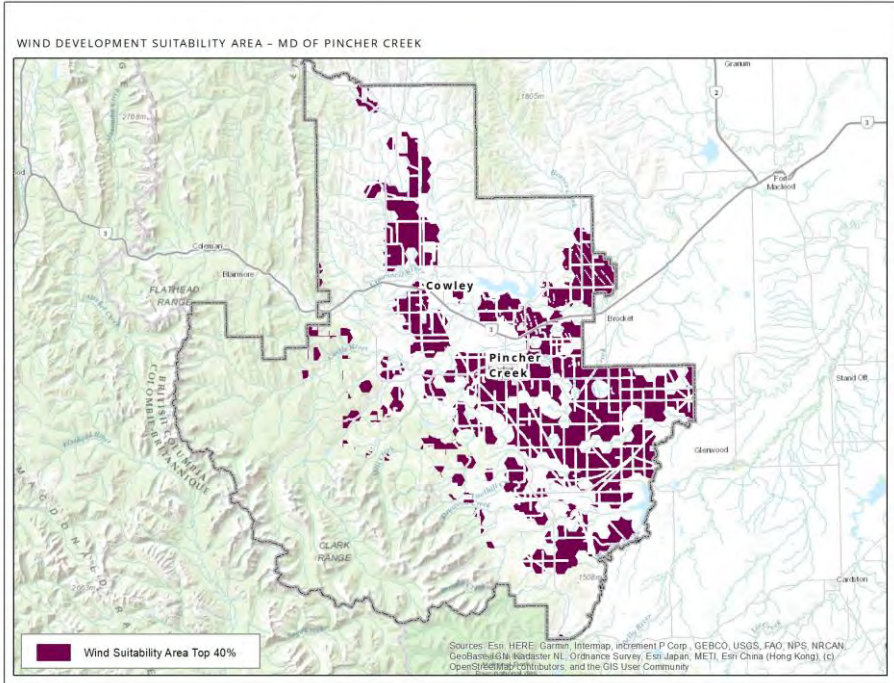 WIND DEVELOPMENT SUITABILITY AREA – MD OF PINCHER CREEK
Granum
1805m
2
3
2768m
Fort
Macleod
3
Coleman
Blairmore
Cowley
FLATHEAD
RANGE
Brocket
3
Pincher
Creek
Stand Off
BRITISH COLUMBIA
COLOMBIE-BRITANNIQUE
Glenwood
CLARK
RANGE
1508m
Cardston
Wind Suitability Area Top 40%
Sources: Esri, HERE, Garmin, Intermap, increment P Corp., GEBCO, USGS, FAO, NPS, NRCAN,
GeoBase, IGN, Kadaster NL, Ordnance Survey, Esri Japan, METI, Esri China (Hong Kong), (c)
OpenStreetMap contributors, and the GIS User Community